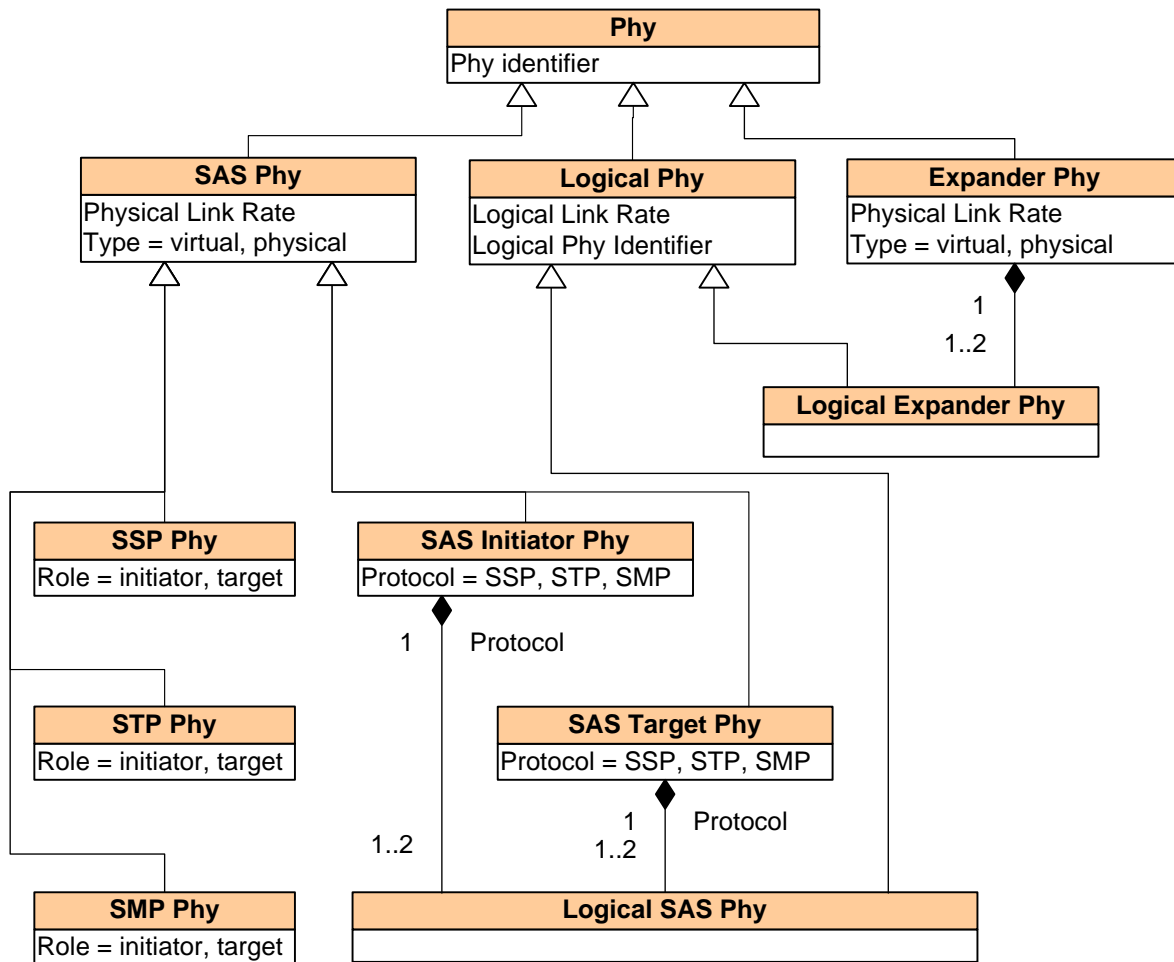 Phy
Phy identifier
SAS Phy
Physical Link Rate
Type = virtual, physical
Logical Phy
Logical Link Rate
Logical Phy Identifier
Expander Phy
Physical Link Rate
Type = virtual, physical
1
1..2
Logical Expander Phy
SSP Phy
Role = initiator, target
SAS Initiator Phy
Protocol = SSP, STP, SMP
1
Protocol
STP Phy
Role = initiator, target
SAS Target Phy
Protocol = SSP, STP, SMP
1
Protocol
1..2
1..2
SMP Phy
Role = initiator, target
Logical SAS Phy